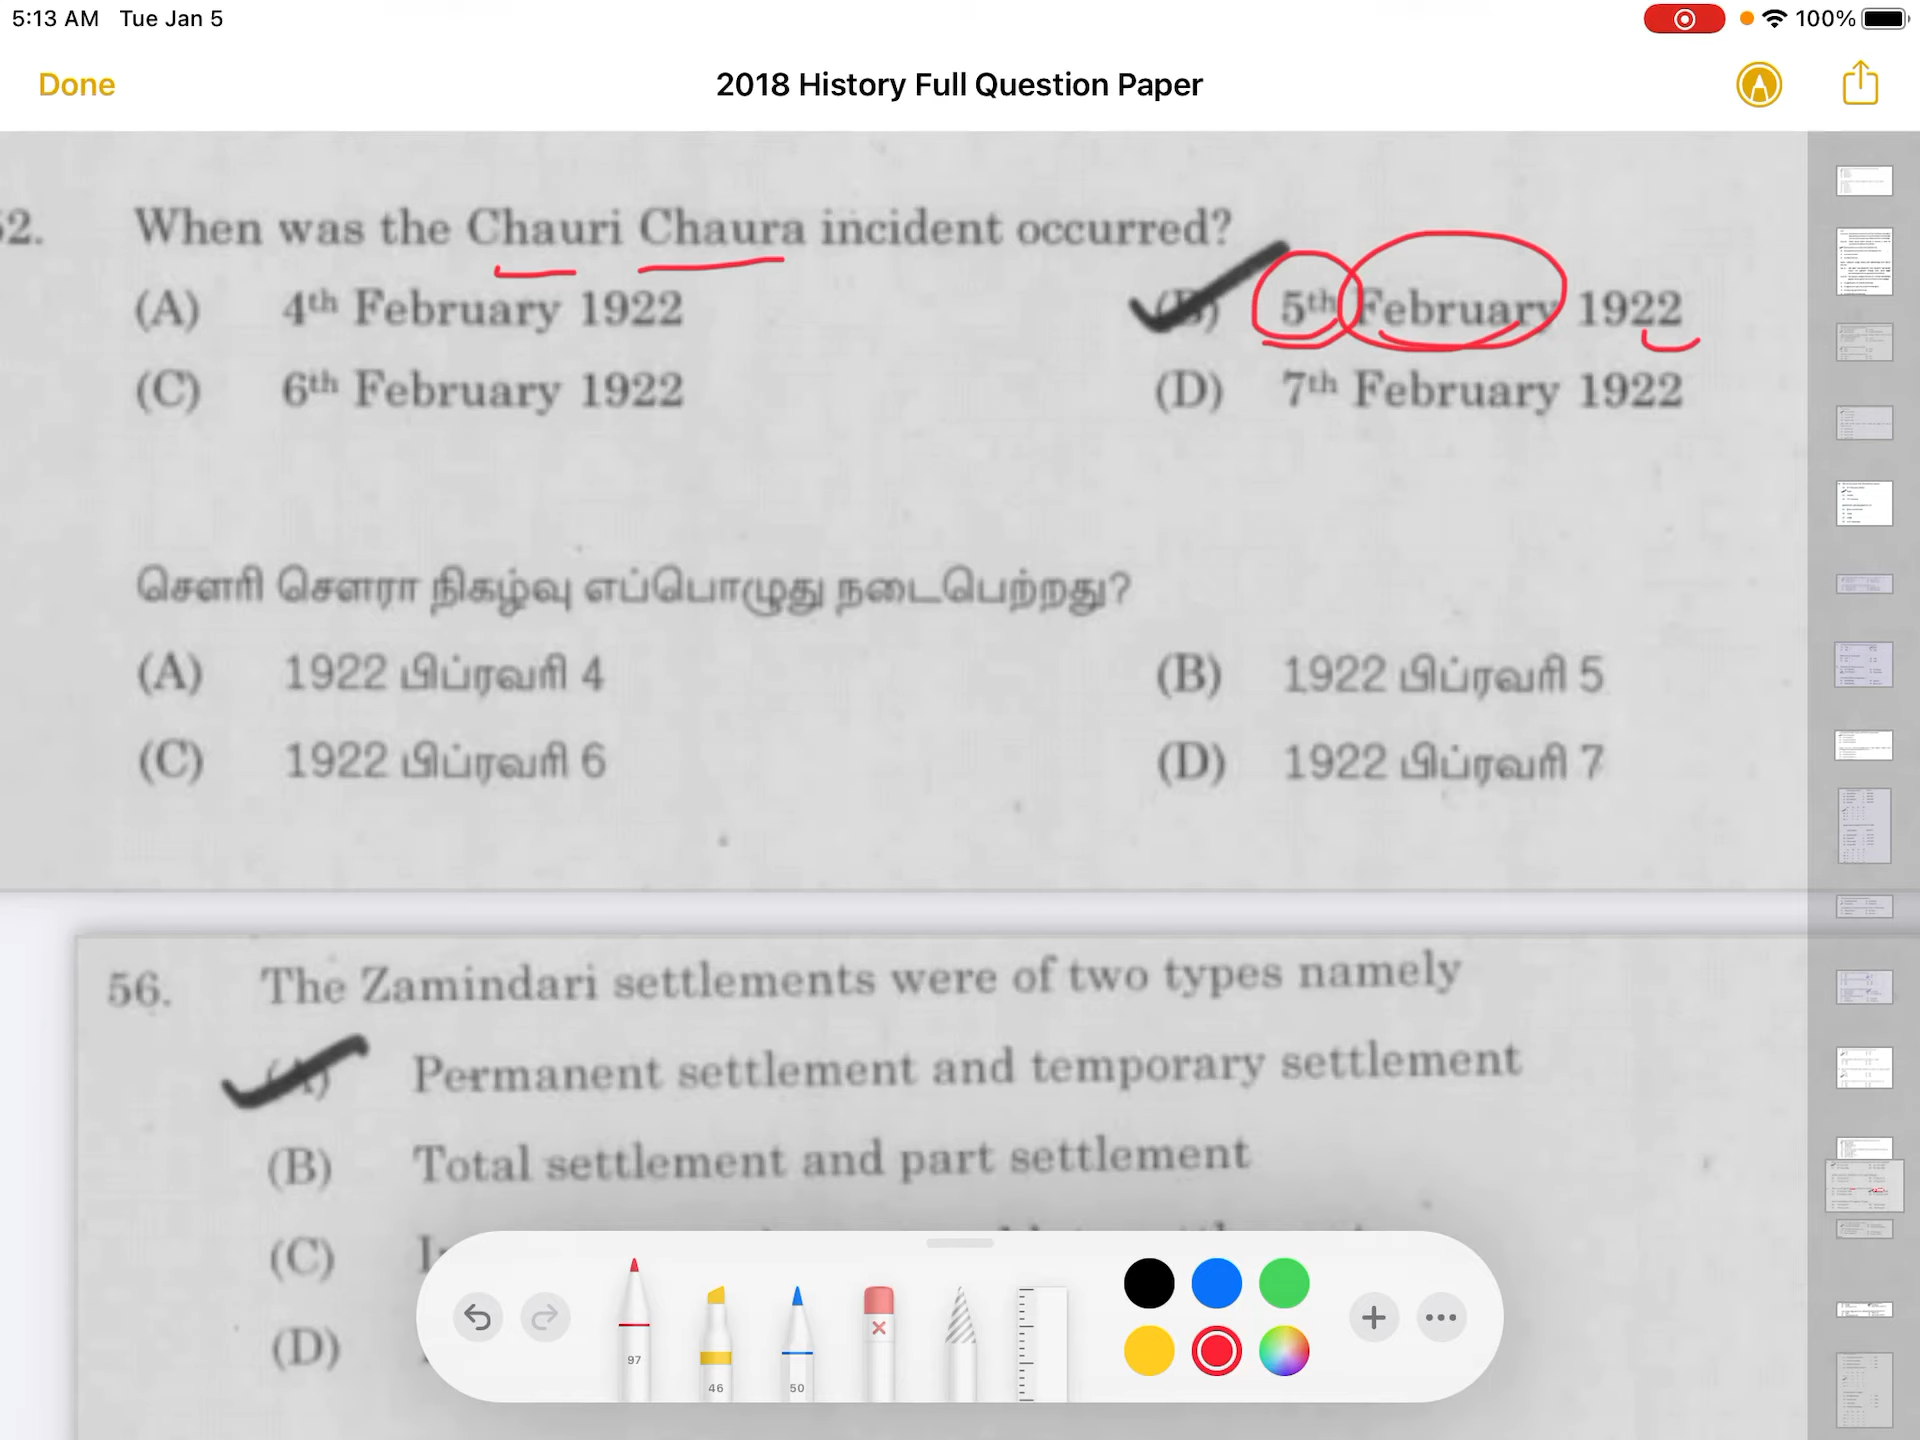 5:13 AM Tue Jan 5 100%
Done 2018 History Full Question Paper
52. When was the Chauri Chaura incident occurred?
(A) 4th February 1922 (B) 5th February 1922
(C) 6th February 1922 (D) 7th February 1922
சௌரி சௌரா நிகழ்வு எப்பொழுது நடைபெற்றது?
(A) 1922 பிப்ரவரி 4 (B) 1922 பிப்ரவரி 5
(C) 1922 பிப்ரவரி 6 (D) 1922 பிப்ரவரி 7
56. The Zamindari settlements were of two types namely
(A) Permanent settlement and temporary settlement
(B) Total settlement and part settlement
(C)
(D)
97 46 50